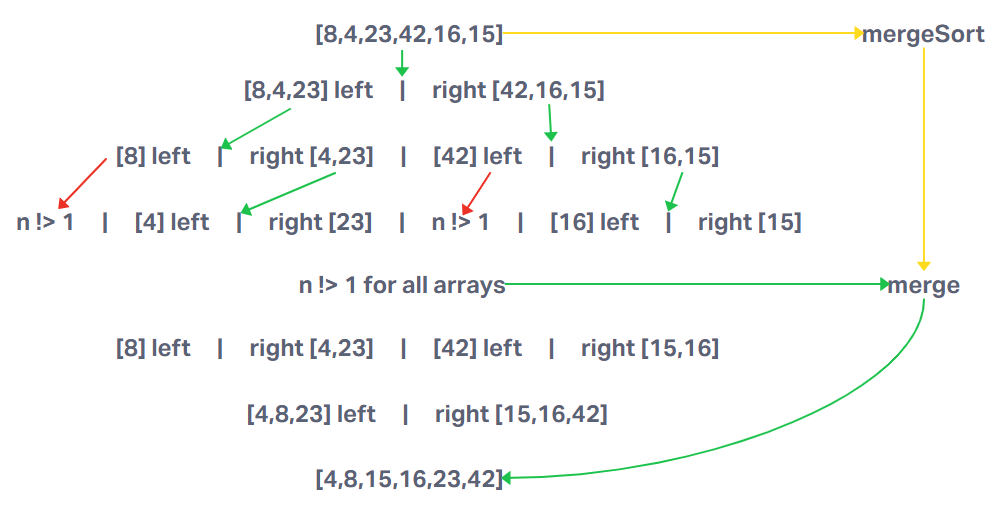 [8,4,23,42,16,15] mergeSort
[8,4,23] left | right [42,16,15]
[8] left | right [4,23] | [42] left | right [16,15]
n !> 1 | [4] left | right [23] | n !> 1 | [16] left | right [15]
n !> 1 for all arrays merge
[8] left | right [4,23] | [42] left | right [15,16]
[4,8,23] left | right [15,16,42]
[4,8,15,16,23,42]